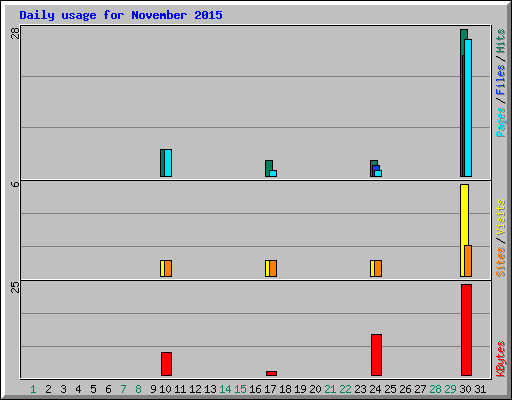 Daily usage for November 2015
28
Pages / Files / Hits
6
Sites / Visits
25
KBytes
1 2 3 4 5 6 7 8 9 10 11 12 13 14 15 16 17 18 19 20 21 22 23 24 25 26 27 28 29 30 31